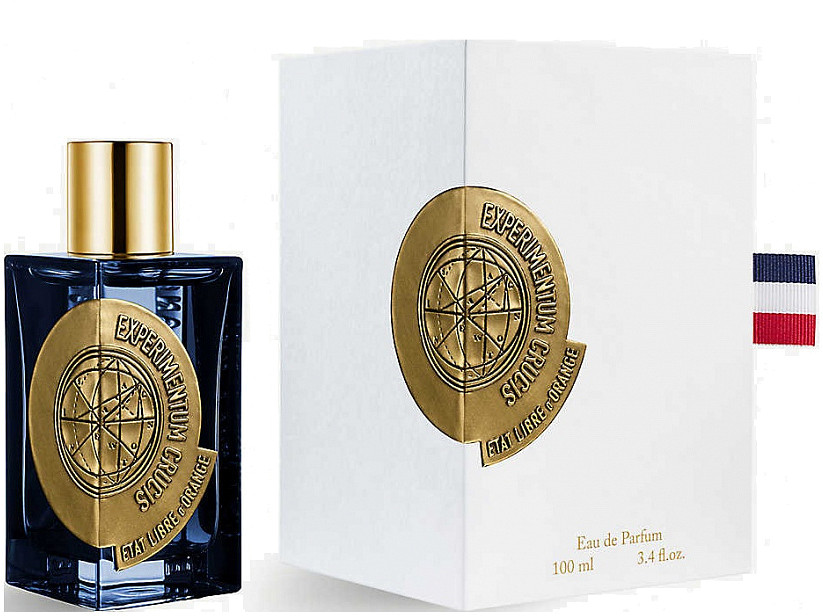 EXPERIMENTUM CRUCIS
ETAT LIBRE d'ORANGE
EXPERIMENTUM CRUCIS
ETAT LIBRE d'ORANGE
Eau de Parfum
100 ml 3.4 fl.oz.